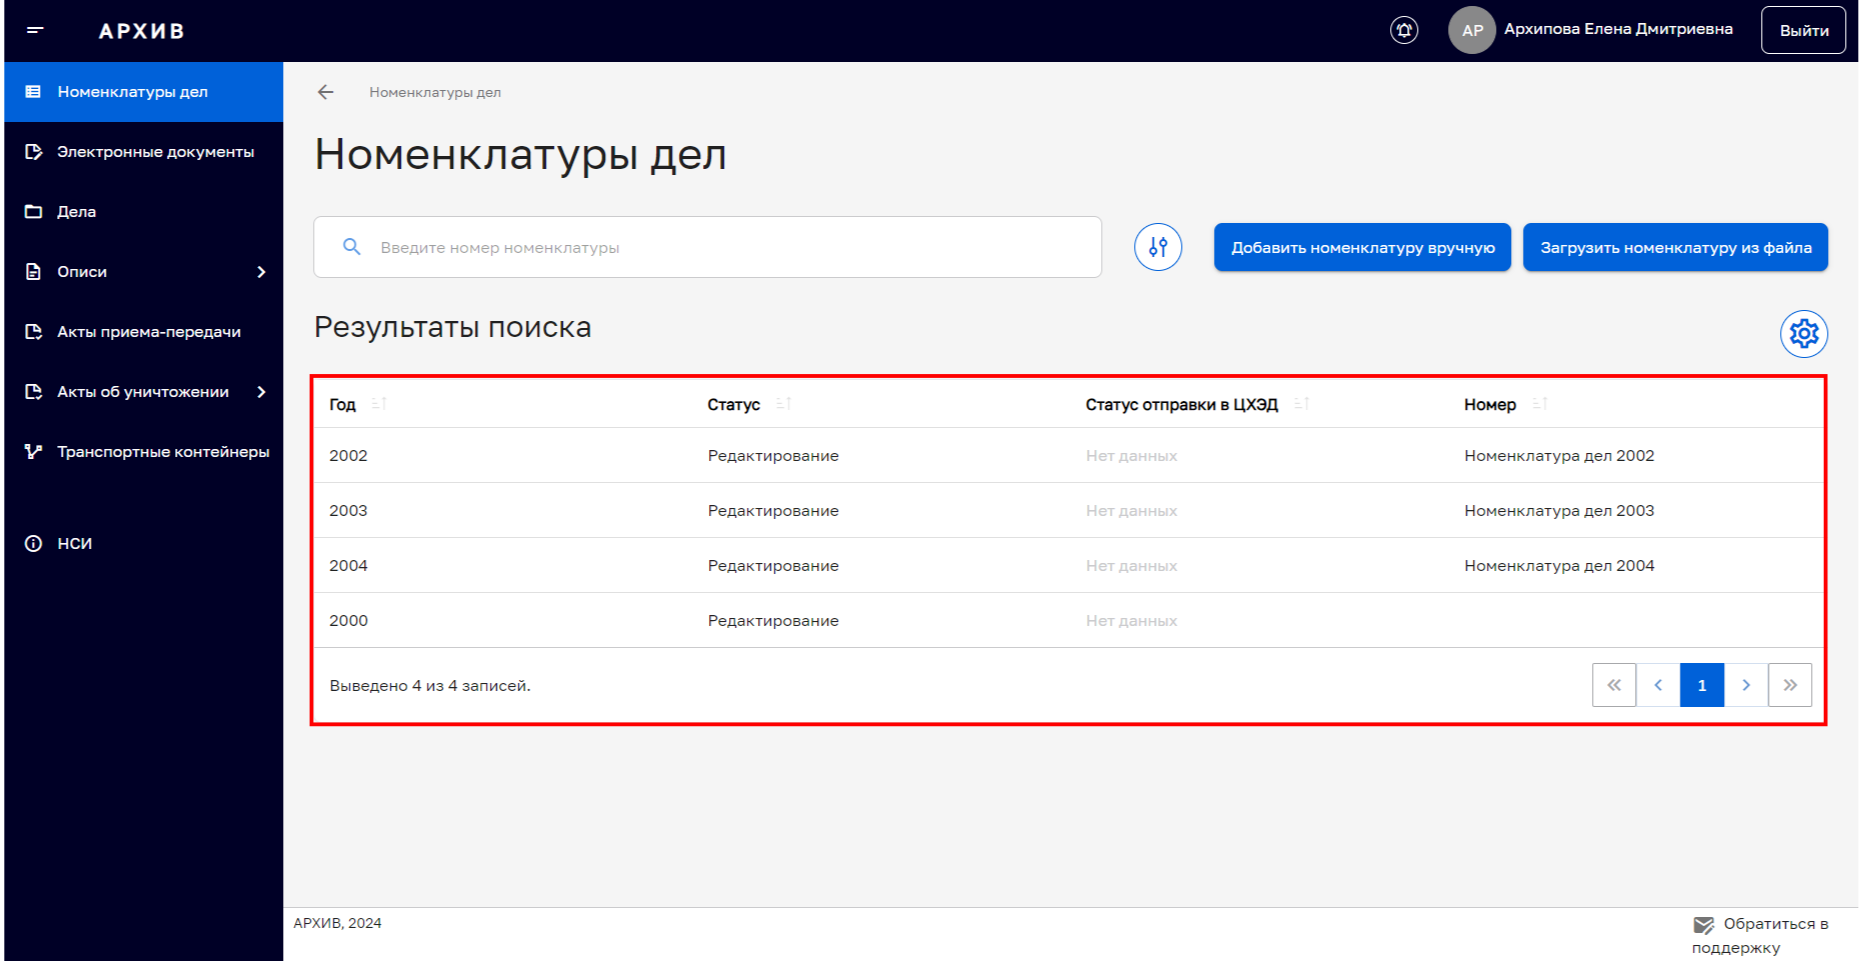 АРХИВ
АР Архипова Елена Дмитриевна Выйти
Номенклатуры дел
Электронные документы
Дела
Описи
Акты приема-передачи
Акты об уничтожении
Транспортные контейнеры
НСИ
Номенклатуры дел
Номенклатуры дел
Введите номер номенклатуры
Добавить номенклатуру вручную Загрузить номенклатуру из файла
Результаты поиска
Год Статус Статус отправки в ЦХЭД Номер
2002 Редактирование Нет данных Номенклатура дел 2002
2003 Редактирование Нет данных Номенклатура дел 2003
2004 Редактирование Нет данных Номенклатура дел 2004
2000 Редактирование Нет данных
Выведено 4 из 4 записей. 1
АРХИВ, 2024
Обратиться в
поддержку